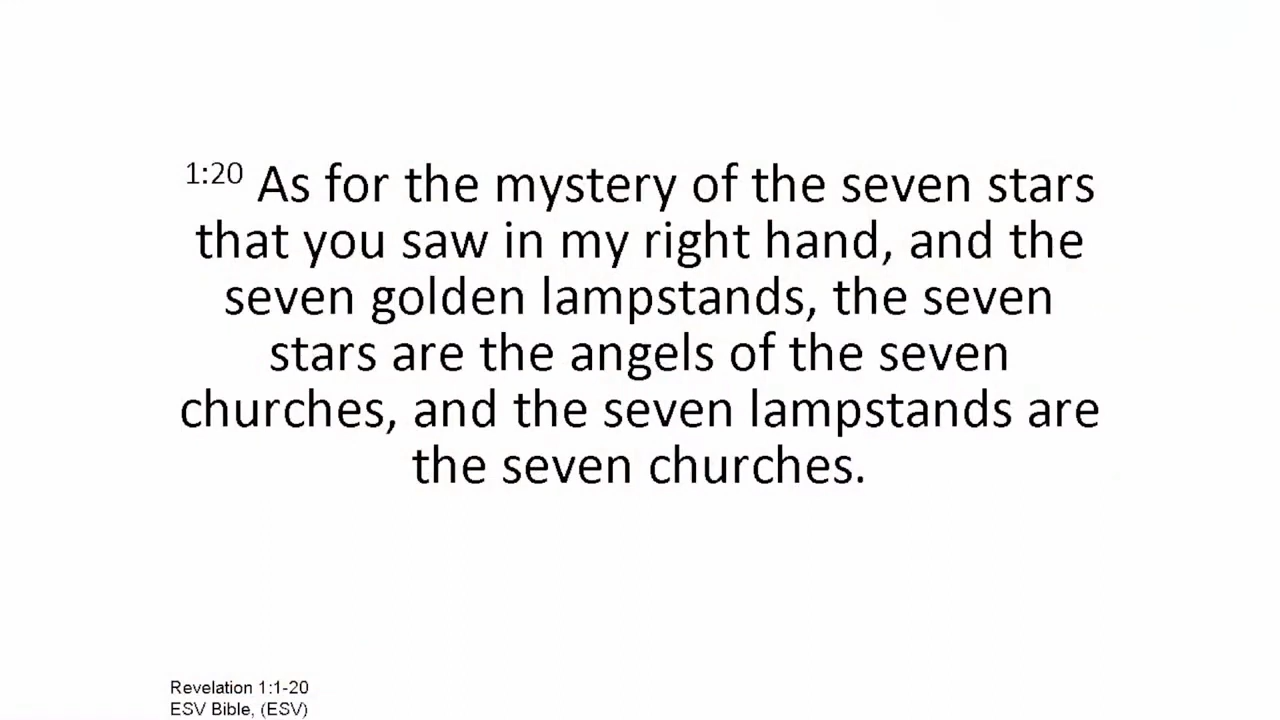 1:20 As for the mystery of the seven stars
that you saw in my right hand, and the
seven golden lampstands, the seven
stars are the angels of the seven
churches, and the seven lampstands are
the seven churches.
Revelation 1:1-20
ESV Bible, (ESV)